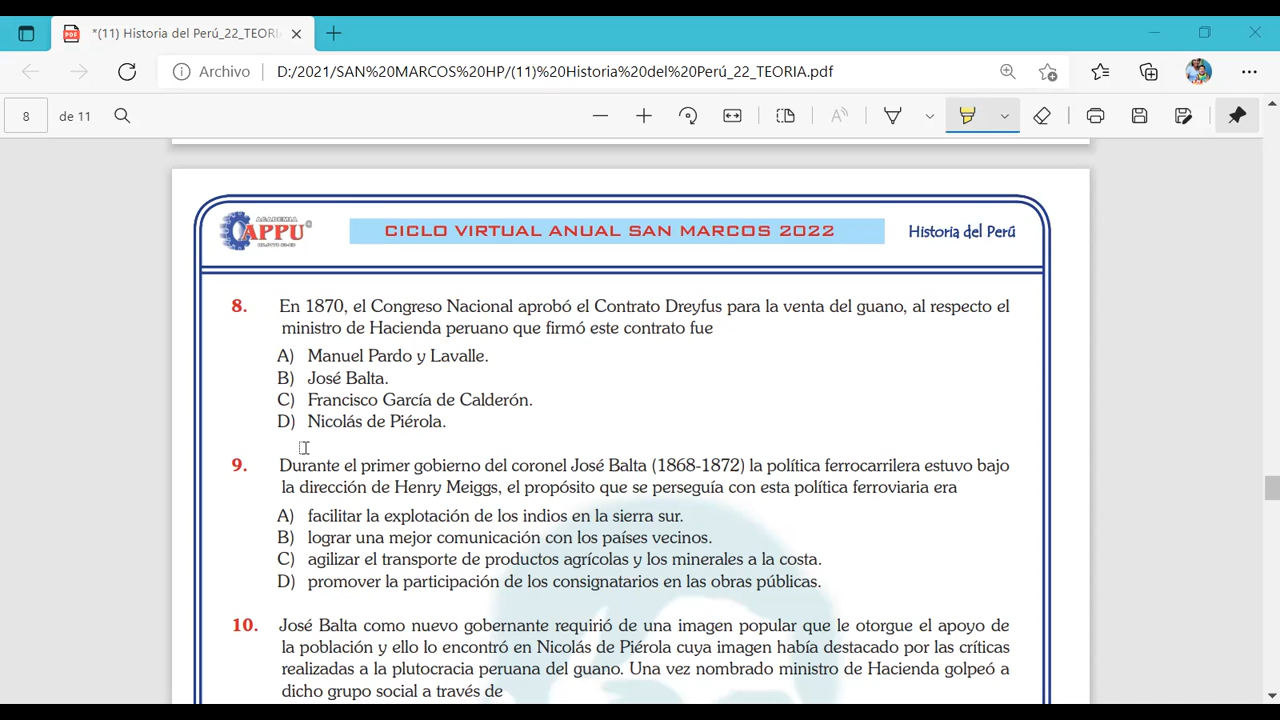 *(11) Historia del Perú_22_TEORI
Archivo
D:/2021/SAN%20MARCOS%20HP/(11)%20Historia%20del%20Perú_22_TEORIA.pdf
8 de 11
ACADEMIA
APPU
CICLO VIRTUAL ANUAL SAN MARCOS 2022
Historia del Perú
8. En 1870, el Congreso Nacional aprobó el Contrato Dreyfus para la venta del guano, al respecto el
ministro de Hacienda peruano que firmó este contrato fue
A) Manuel Pardo y Lavalle.
B) José Balta.
C) Francisco García de Calderón.
D) Nicolás de Piérola.
9. Durante el primer gobierno del coronel José Balta (1868-1872) la política ferrocarrilera estuvo bajo
la dirección de Henry Meiggs, el propósito que se perseguía con esta política ferroviaria era
A) facilitar la explotación de los indios en la sierra sur.
B) lograr una mejor comunicación con los países vecinos.
C) agilizar el transporte de productos agrícolas y los minerales a la costa.
D) promover la participación de los consignatarios en las obras públicas.
10. José Balta como nuevo gobernante requirió de una imagen popular que le otorgue el apoyo de
la población y ello lo encontró en Nicolás de Piérola cuya imagen había destacado por las críticas
realizadas a la plutocracia peruana del guano. Una vez nombrado ministro de Hacienda golpeó a
dicho grupo social a través de